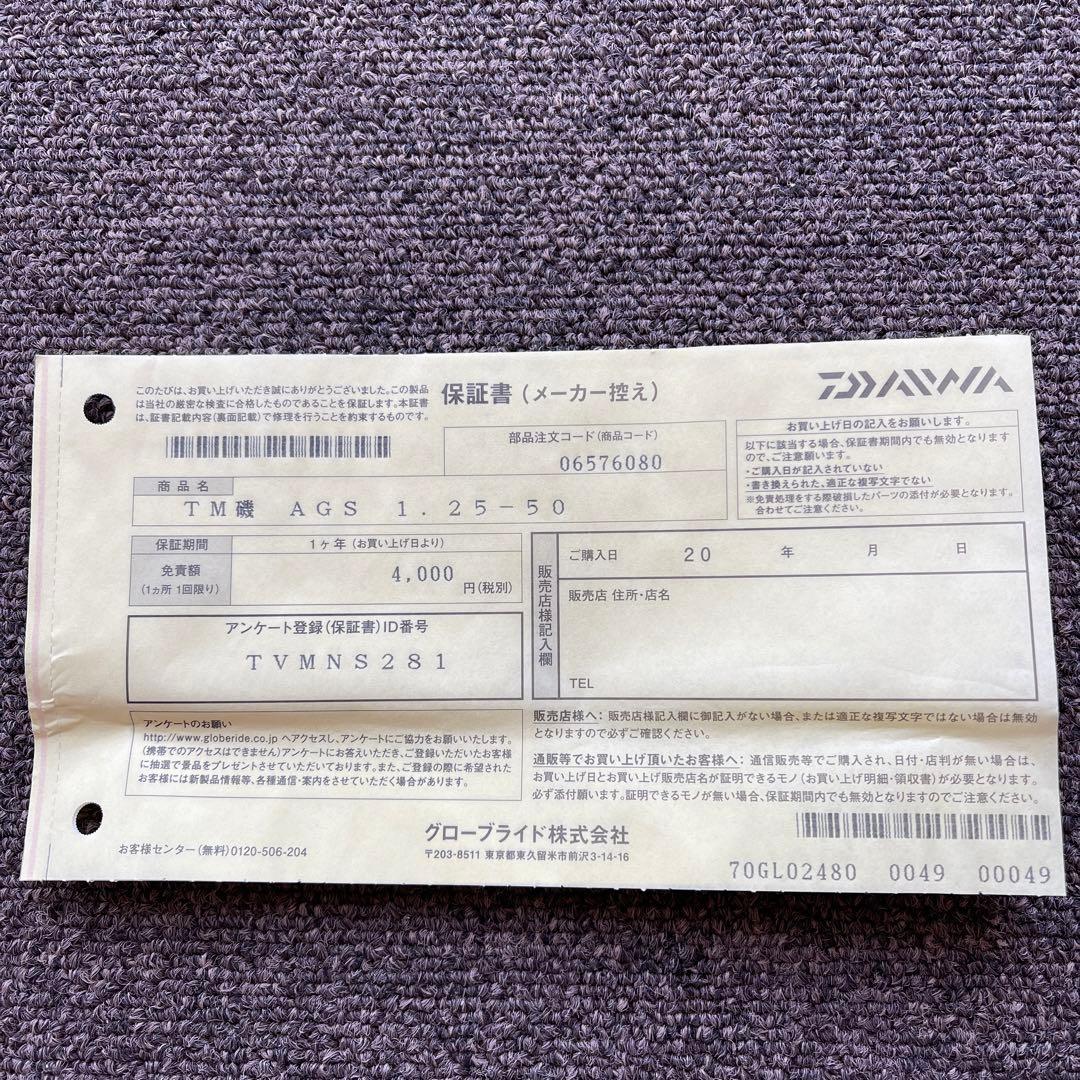 このたびは、お買い上げいただき誠にありがとうございました。この製品
は当社の厳密な検査に合格したものであることを保証します。本証書
は、証書記載内容(裏面記載)で修理を行うことを約束するものです。
保証書(メーカー控え)
DAIWA
部品注文コード(商品コード)
06576080
商品名
TM磯 AGS 1.25-50
お買い上げ日の記入をお願いします。
以下に該当する場合、保証書期間内でも無効となります
ので、ご注意願います。
・ご購入日が記入されていない
・書き換えられた、適正な複写文字でない
※免責処理をする際破損したパーツの添付が必要となります。
合わせてご注意ください。
保証期間
1ヶ年(お買い上げ日より)
免責額
(1ヵ所 1回限り)
4,000
円(税別)
アンケート登録(保証書)ID番号
TVMNS281
販売店様記入欄
ご購入日 20 年 月 日
販売店 住所・店名
TEL
アンケートのお願い
http://www.globeride.co.jp へアクセスし、アンケートにご協力をお願いいたします。
(携帯でのアクセスはできません)アンケートにお答えいただき、ご登録いただいたお客様
に抽選で景品をプレゼントさせていただいております。また、ご登録の際に希望された
お客様には新製品情報等、各種通信・案内をさせていただく場合があります。
販売店様へ:販売店様記入欄に御記入がない場合、または適正な複写文字ではない場合は無効
となりますので必ずご確認ください。
通販等でお買い上げ頂いたお客様へ:通信販売等でご購入され、日付・店判が無い場合は、
お買い上げ日とお買い上げ販売店名が証明できるモノ(お買い上げ明細・領収書)が必要となります。
必ず添付願います。証明できるモノが無い場合、保証期間内でも無効となりますのでご注意ください。
お客様センター(無料)0120-506-204
グローブライド株式会社
〒203-8511 東京都東久留米市前沢3-14-16
70GL02480 0049 00049